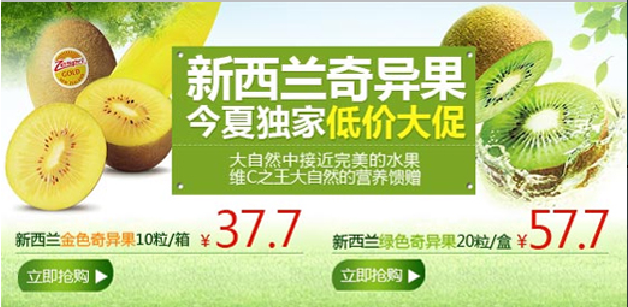 Zespri
GOLD
新西兰奇异果
今夏独家低价大促
大自然中接近完美的水果
维C之王大自然的营养馈赠
新西兰金色奇异果10粒/箱 ¥37.7
新西兰绿色奇异果20粒/盒 ¥57.7
立即抢购
立即抢购